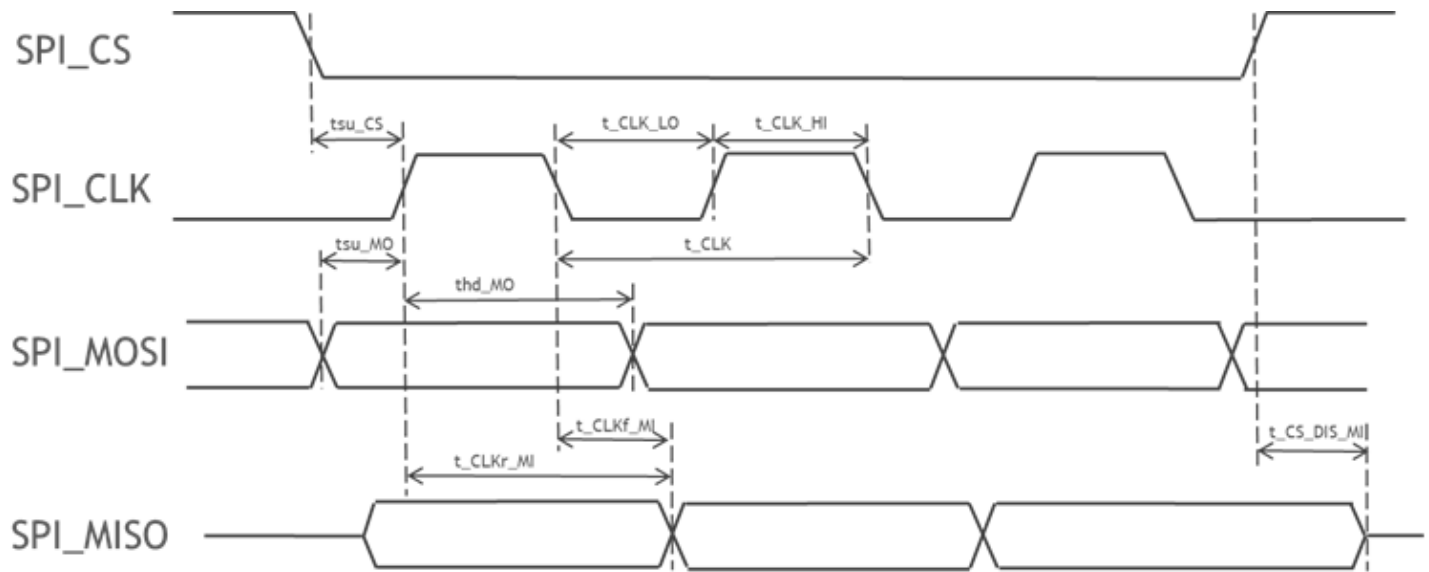 SPI_CS
tsu_CS
t_CLK_LO
t_CLK_HI
SPI_CLK
tsu_MO
t_CLK
thd_MO
SPI_MOSI
t_CLKf_MI
t_CS_DIS_MI
t_CLKr_MI
SPI_MISO